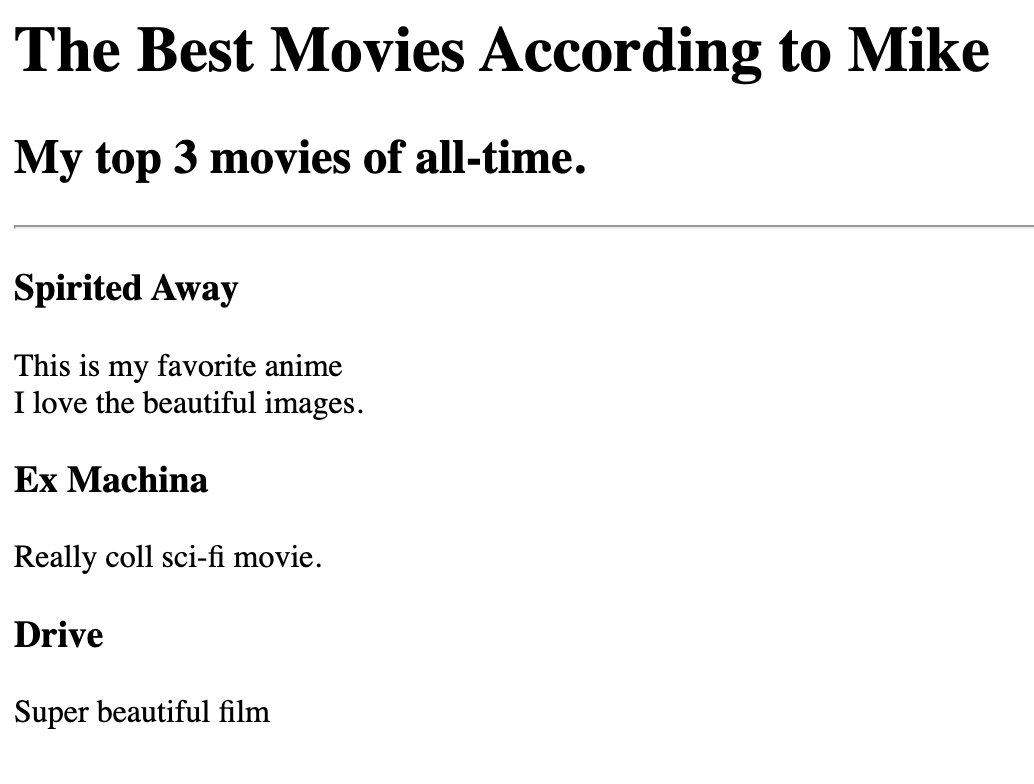 The Best Movies According to Mike
My top 3 movies of all-time.
Spirited Away
This is my favorite anime
I love the beautiful images.
Ex Machina
Really coll sci-fi movie.
Drive
Super beautiful film